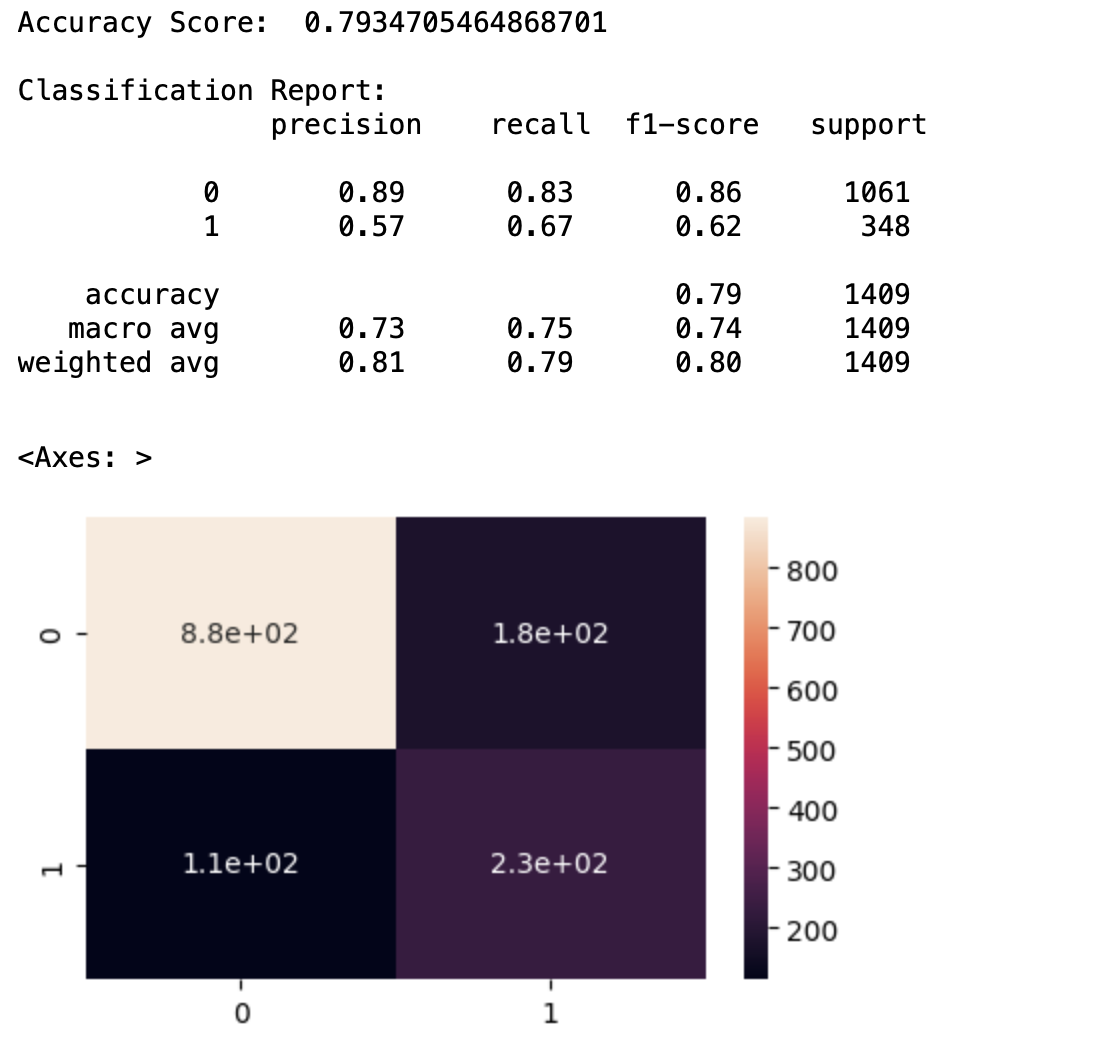 Accuracy Score:  0.7934705464868701
Classification Report:
precision recall f1-score support
0 0.89 0.83 0.86 1061
1 0.57 0.67 0.62 348
accuracy 0.79 1409
macro avg 0.73 0.75 0.74 1409
weighted avg 0.81 0.79 0.80 1409
<Axes: >
800
0 8.8e+02 1.8e+02 700
600
500
400
1 1.1e+02 2.3e+02 300
200
0 1